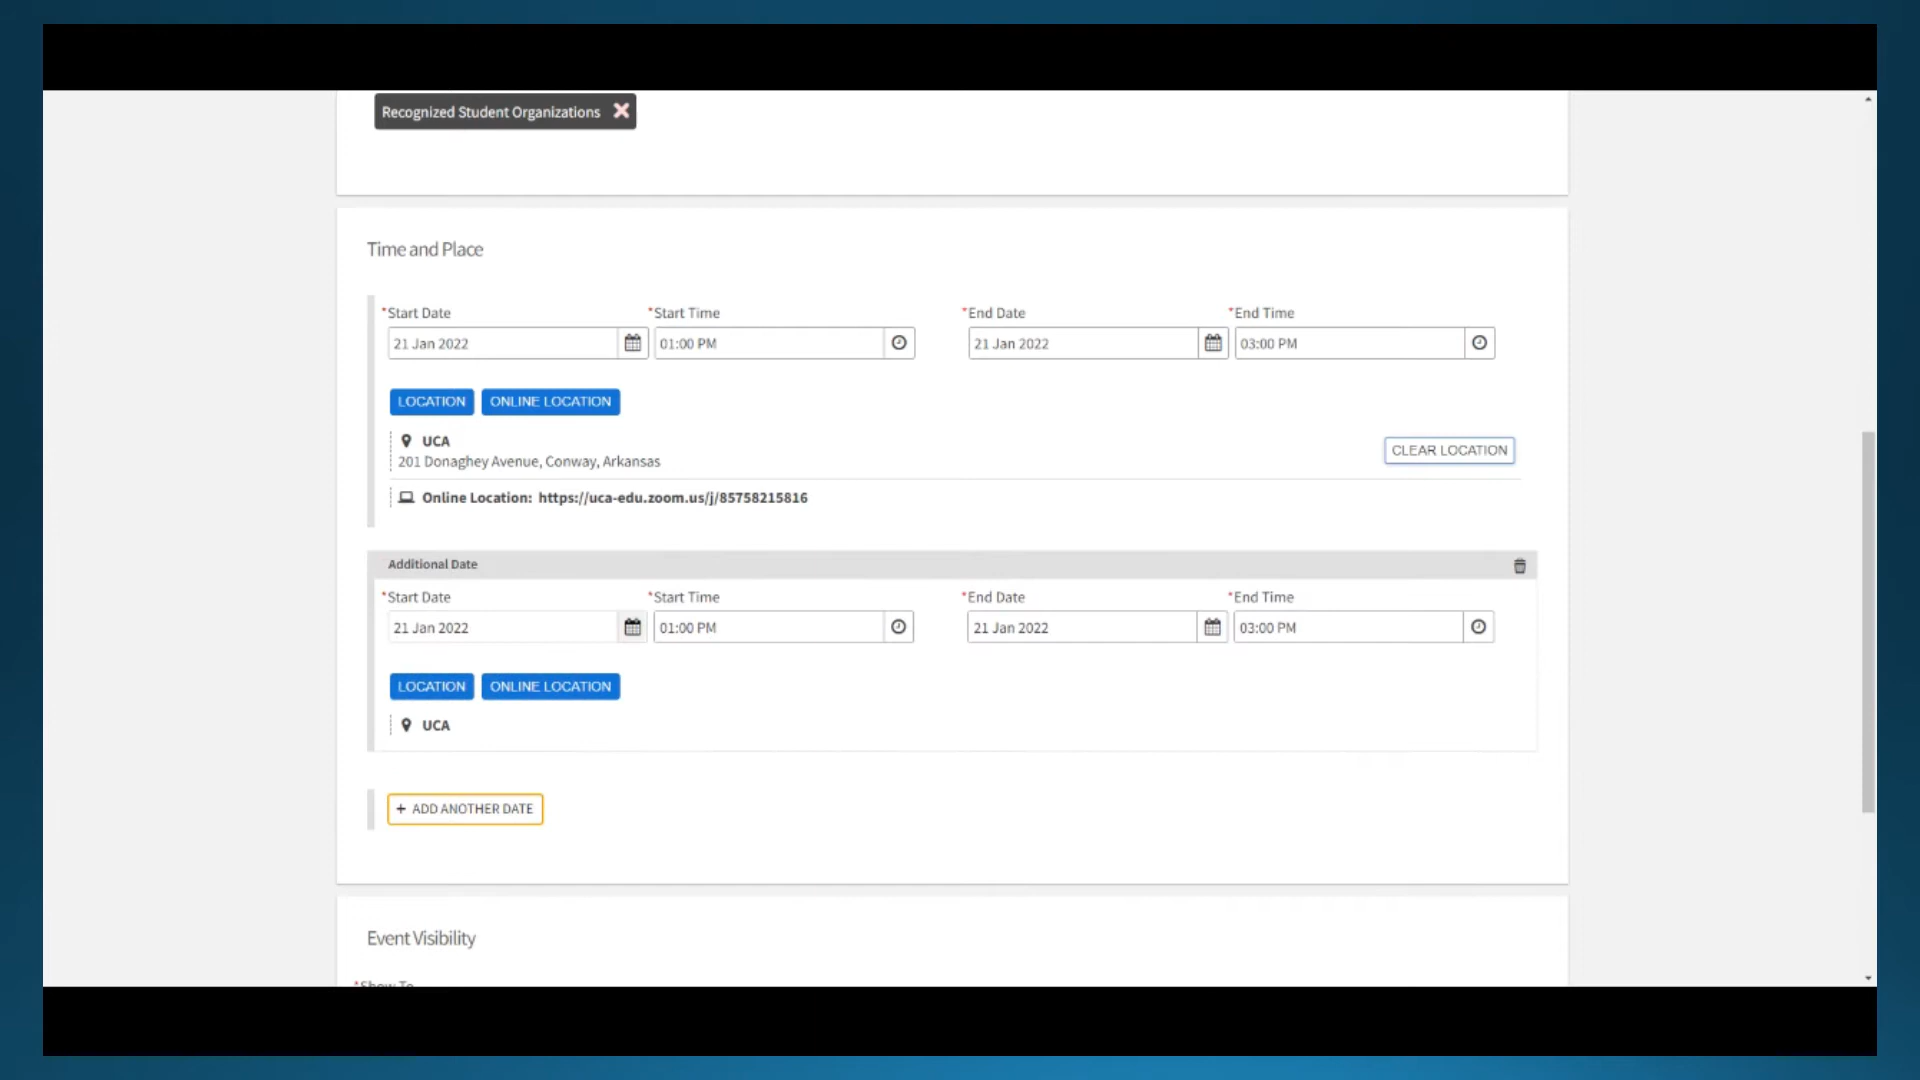 Recognized Student Organizations
Time and Place
*Start Date *Start Time *End Date *End Time
21 Jan 2022 01:00 PM 21 Jan 2022 03:00 PM
LOCATION ONLINE LOCATION
UCA
201 Donaghey Avenue, Conway, Arkansas
CLEAR LOCATION
Online Location: https://uca-edu.zoom.us/j/85758215816
Additional Date
*Start Date *Start Time *End Date *End Time
21 Jan 2022 01:00 PM 21 Jan 2022 03:00 PM
LOCATION ONLINE LOCATION
UCA
+ ADD ANOTHER DATE
Event Visibility
*Show To